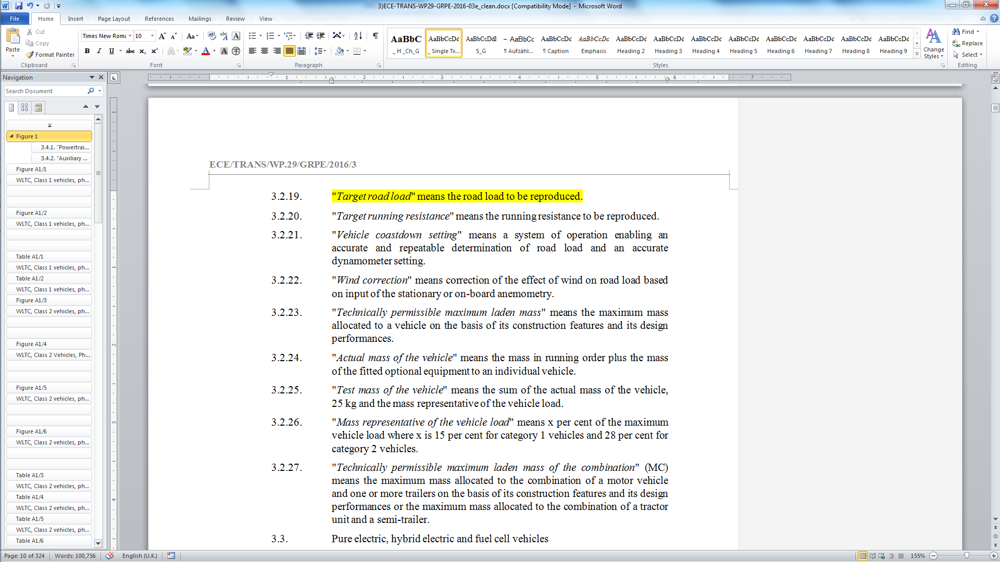 3)ECE-TRANS-WP29-GRPE-2016-03e_clean.docx [Compatibility Mode] - Microsoft Word
File Home Insert Page Layout References Mailings Review View
Paste
Cut
Copy
Format Painter
Clipboard
Times New Roma 10
Font
Paragraph
AaBbC AaBbCcDd AaBbCcDdI – AaBbCc AaBbCcDd AaBbCcDd AaBbCcDd AaBbCcDd AaBbCcDd AaBbCcDd AaBbCcDd AaBbCcDd AaBbCcDd AaBbCcDd
_ H _Ch_G _ Single Tx... 5_G ¶ Aufzähl... ¶ Caption Emphasis Heading 2 Heading 3 Heading 4 Heading 5 Heading 6 Heading 7 Heading 8 Heading 9
Styles
Change Styles
Find
Replace
Select
Editing
Navigation
Search Document
Figure 1
3.4.1. "Powertrai...
3.4.2. "Auxiliary ...
Figure A1/1
WLTC, Class 1 vehicles, ph...
Figure A1/2
WLTC, Class 1 vehicles, ph...
Table A1/1
WLTC, Class 1 vehicles, ph...
Table A1/2
WLTC, Class 1 vehicles, ph...
Figure A1/3
WLTC, Class 2 vehicles, ph...
Figure A1/4
WLTC, Class 2 Vehicles, Ph...
Figure A1/5
WLTC, Class 2 vehicles, ph...
Figure A1/6
WLTC, Class 2 vehicles, ph...
Table A1/3
WLTC, Class 2 vehicles, ph...
Table A1/4
WLTC, Class 2 vehicles, ph...
Table A1/5
WLTC, Class 2 vehicles, ph...
Table A1/6
1 2 3 4 5 6 7
ECE/TRANS/WP.29/GRPE/2016/3
3.2.19. "Target road load" means the road load to be reproduced.
3.2.20. "Target running resistance" means the running resistance to be reproduced.
3.2.21. "Vehicle coastdown setting" means a system of operation enabling an
accurate and repeatable determination of road load and an accurate
dynamometer setting.
3.2.22. "Wind correction" means correction of the effect of wind on road load based
on input of the stationary or on-board anemometry.
3.2.23. "Technically permissible maximum laden mass" means the maximum mass
allocated to a vehicle on the basis of its construction features and its design
performances.
3.2.24. "Actual mass of the vehicle" means the mass in running order plus the mass
of the fitted optional equipment to an individual vehicle.
3.2.25. "Test mass of the vehicle" means the sum of the actual mass of the vehicle,
25 kg and the mass representative of the vehicle load.
3.2.26. "Mass representative of the vehicle load" means x per cent of the maximum
vehicle load where x is 15 per cent for category 1 vehicles and 28 per cent for
category 2 vehicles.
3.2.27. "Technically permissible maximum laden mass of the combination" (MC)
means the maximum mass allocated to the combination of a motor vehicle
and one or more trailers on the basis of its construction features and its design
performances or the maximum mass allocated to the combination of a tractor
unit and a semi-trailer.
3.3. Pure electric, hybrid electric and fuel cell vehicles
Page: 10 of 324 Words: 100,756 English (U.K.) 155%